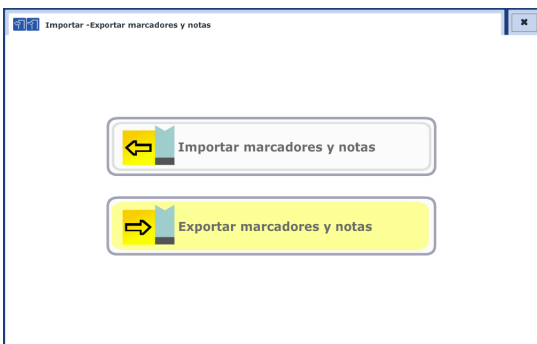 Importar -Exportar marcadores y notas
Importar marcadores y notas
Exportar marcadores y notas